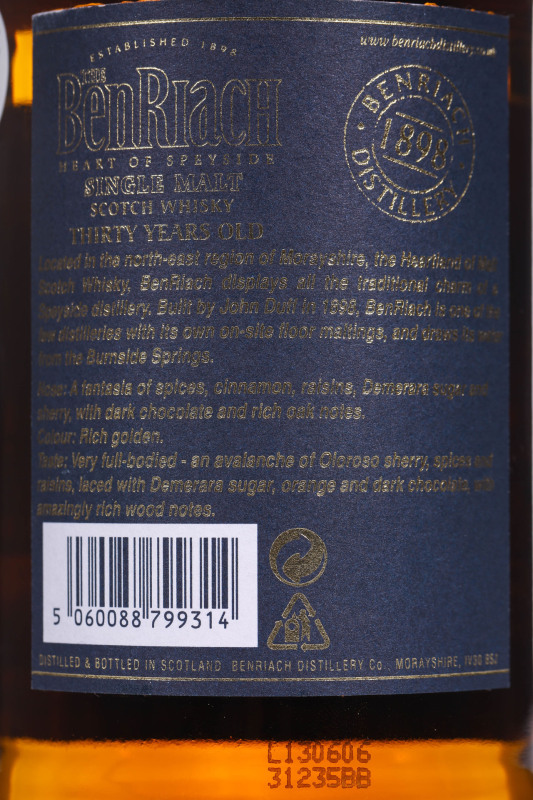 ESTABLISHED 1898
www.benriachdistillery.co.uk
THE
BENRIACH
HEART OF SPEYSIDE
SINGLE MALT
SCOTCH WHISKY
THIRTY YEARS OLD
BENRIACH
1898
DISTILLERY
Located in the north-east region of Morayshire, the Heartland of Malt
Scotch Whisky, BenRiach displays all the traditional charm of a
Speyside distillery. Built by John Duff in 1898, BenRiach is one of the
few distilleries with its own on-site floor maltings, and draws its water
from the Burnside Springs.
Nose: A fantasia of spices, cinnamon, raisins, Demerara sugar and
sherry, with dark chocolate and rich oak notes.
Colour: Rich golden.
Taste: Very full-bodied - an avalanche of Oloroso sherry, spices and
raisins, laced with Demerara sugar, orange and dark chocolate, with
amazingly rich wood notes.
5 060088 799314
DISTILLED & BOTTLED IN SCOTLAND BENRIACH DISTILLERY Co., MORAYSHIRE, IV30 8SJ
L130606
31235BB